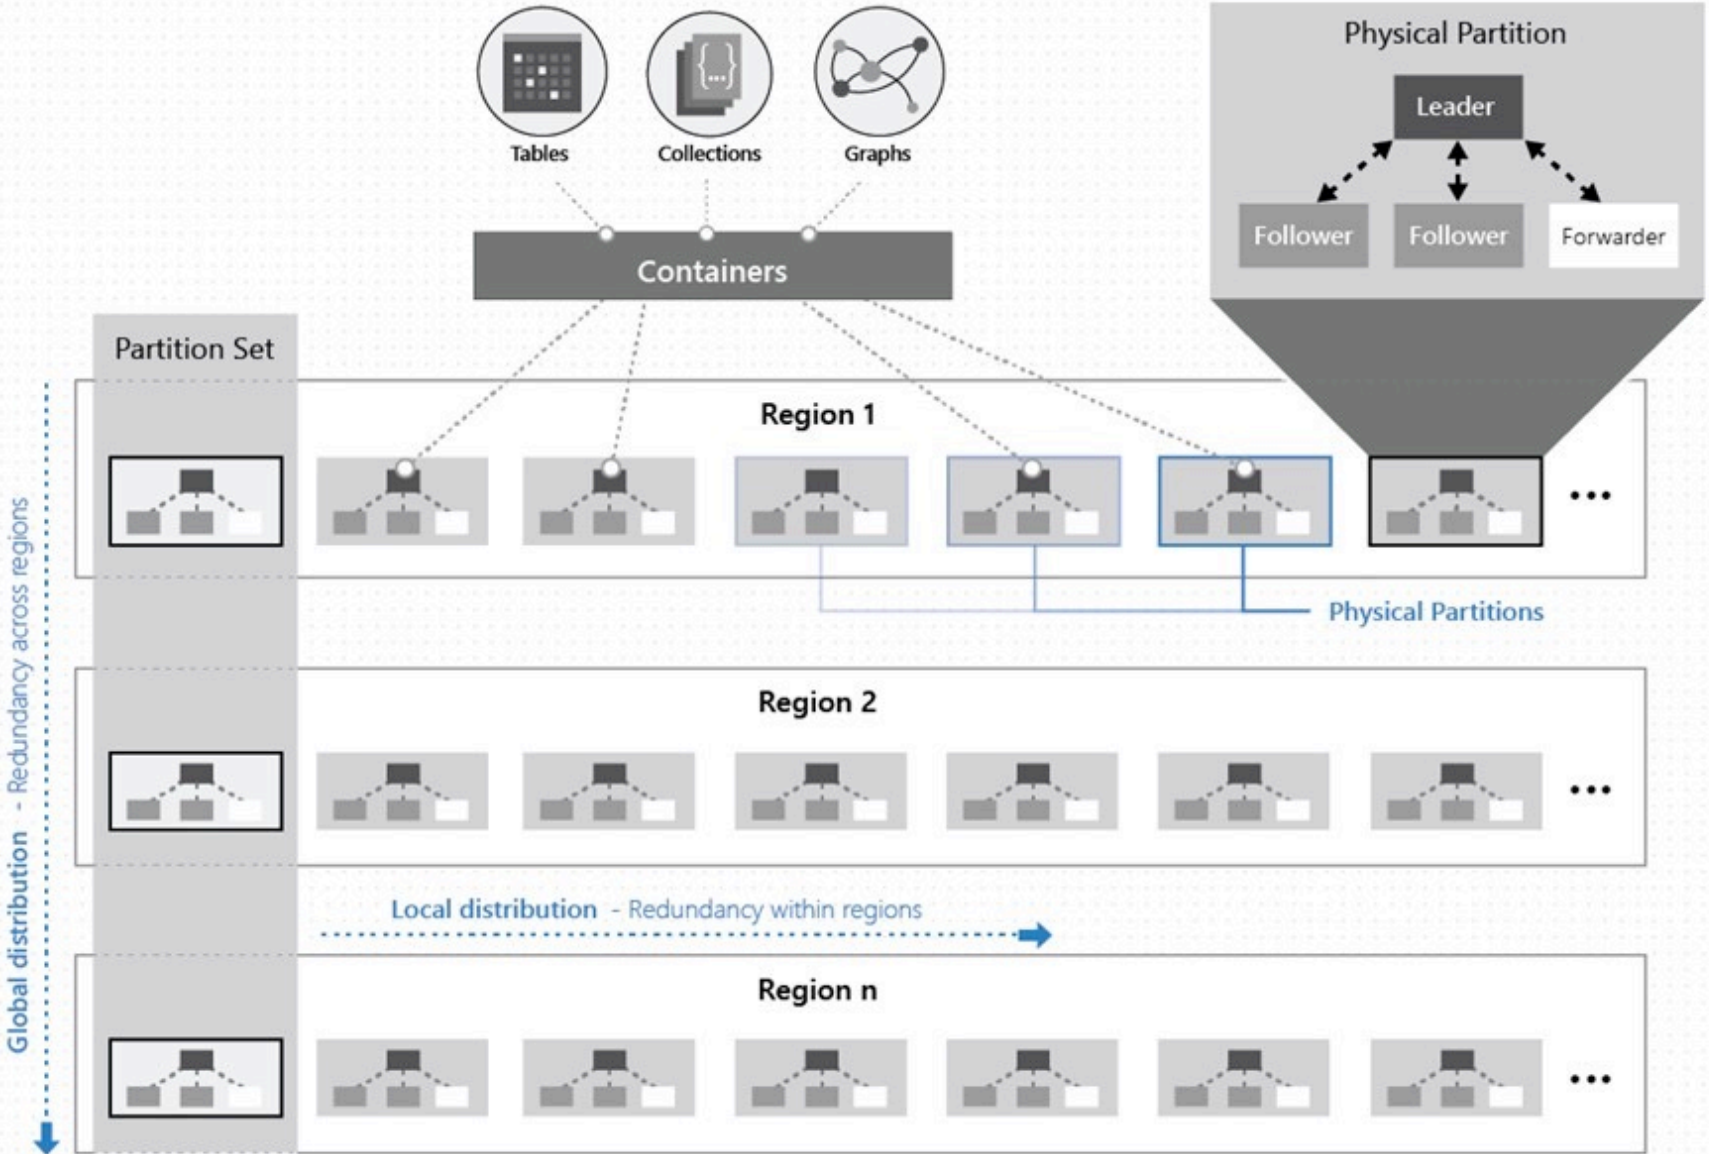 Physical Partition
Leader
Follower
Follower
Forwarder
{...}
Tables
Collections
Graphs
Containers
Partition Set
Region 1
...
Physical Partitions
Region 2
...
Local distribution - Redundancy within regions
Region n
...
Global distribution - Redundancy across regions